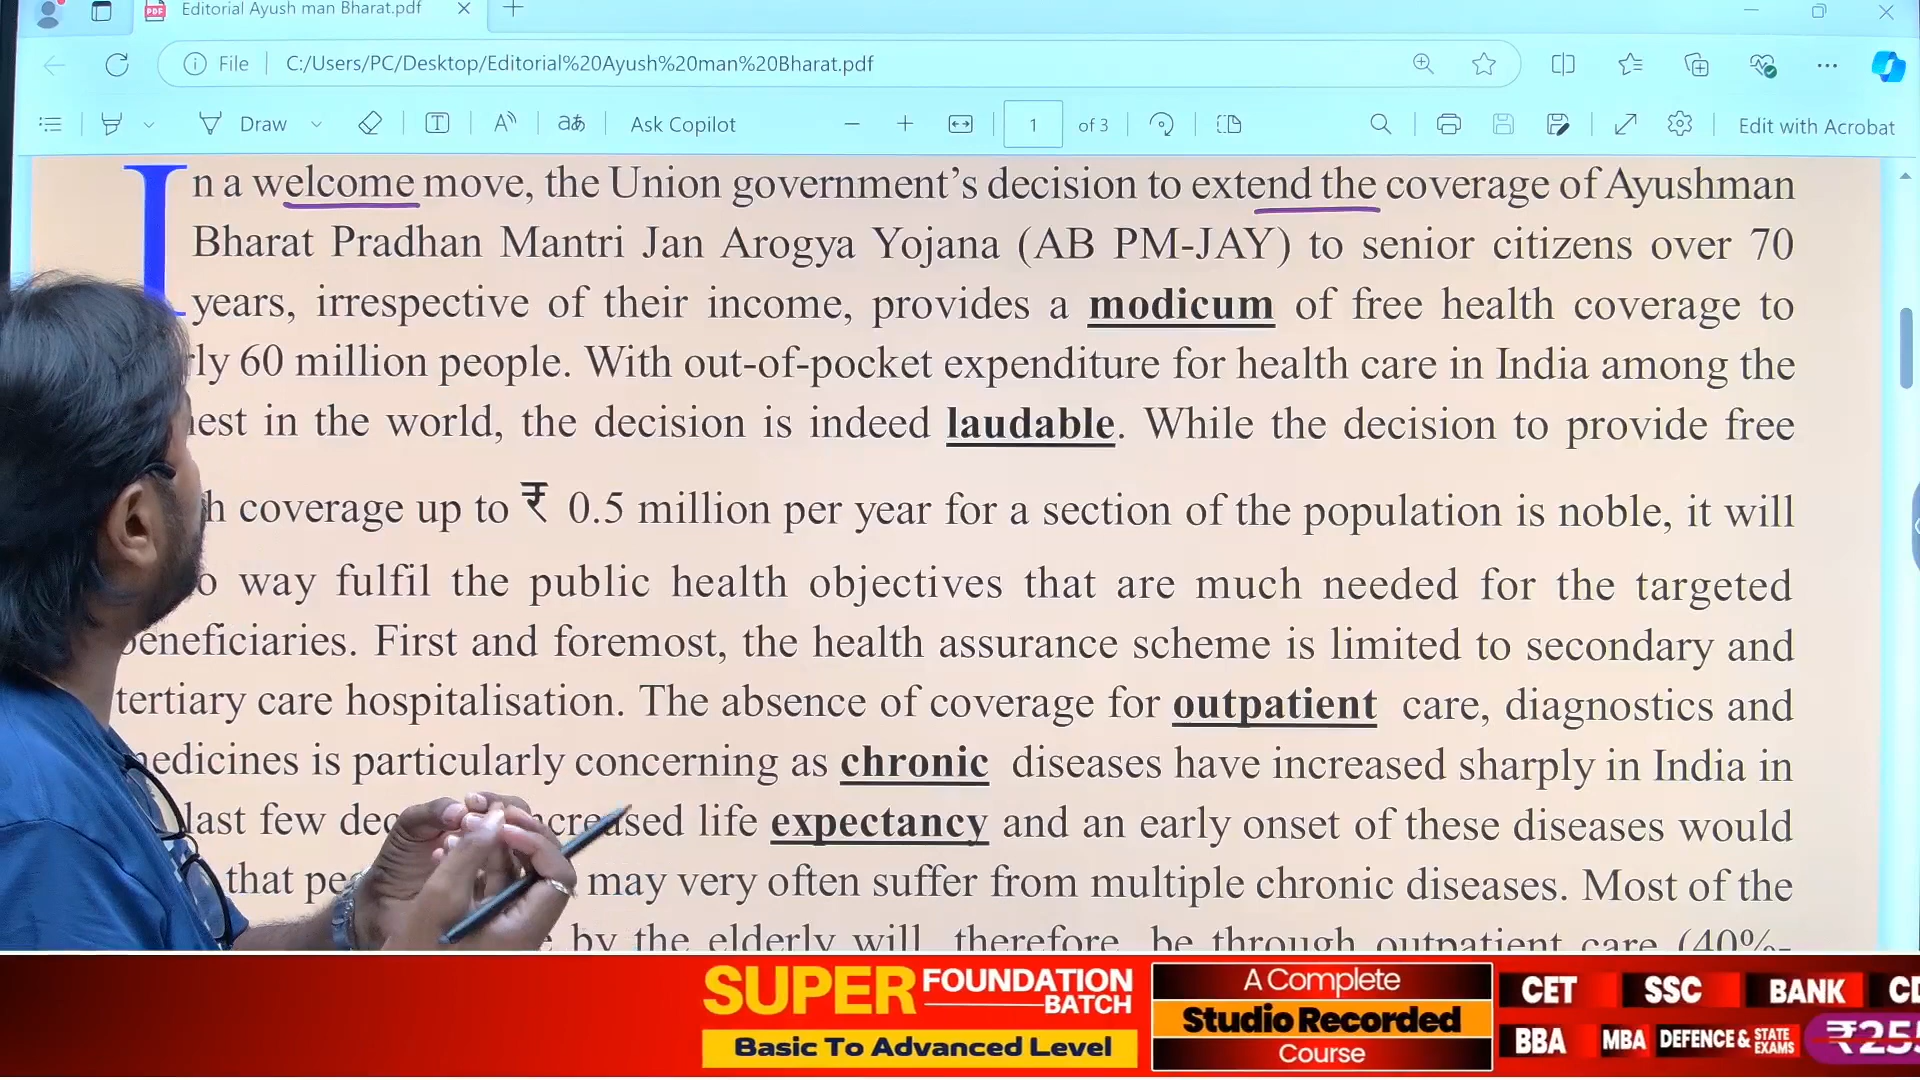 Editorial Ayush man Bharat.pdf
File
C:/Users/PC/Desktop/Editorial%20Ayush%20man%20Bharat.pdf
Draw
Ask Copilot
1 of 3
Edit with Acrobat
In a welcome move, the Union government's decision to extend the coverage of Ayushman
Bharat Pradhan Mantri Jan Arogya Yojana (AB PM-JAY) to senior citizens over 70
years, irrespective of their income, provides a modicum of free health coverage to
rly 60 million people. With out-of-pocket expenditure for health care in India among the
est in the world, the decision is indeed laudable. While the decision to provide free
h coverage up to ₹ 0.5 million per year for a section of the population is noble, it will
o way fulfil the public health objectives that are much needed for the targeted
beneficiaries. First and foremost, the health assurance scheme is limited to secondary and
tertiary care hospitalisation. The absence of coverage for outpatient care, diagnostics and
medicines is particularly concerning as chronic diseases have increased sharply in India in
last few dec creased life expectancy and an early onset of these diseases would
that pe may very often suffer from multiple chronic diseases. Most of the
by the elderly will, therefore, be through outpatient care (40%-
SUPER FOUNDATION BATCH
Basic To Advanced Level
A Complete
Studio Recorded
Course
CET SSC BANK
BBA MBA DEFENCE & STATE EXAMS
₹255